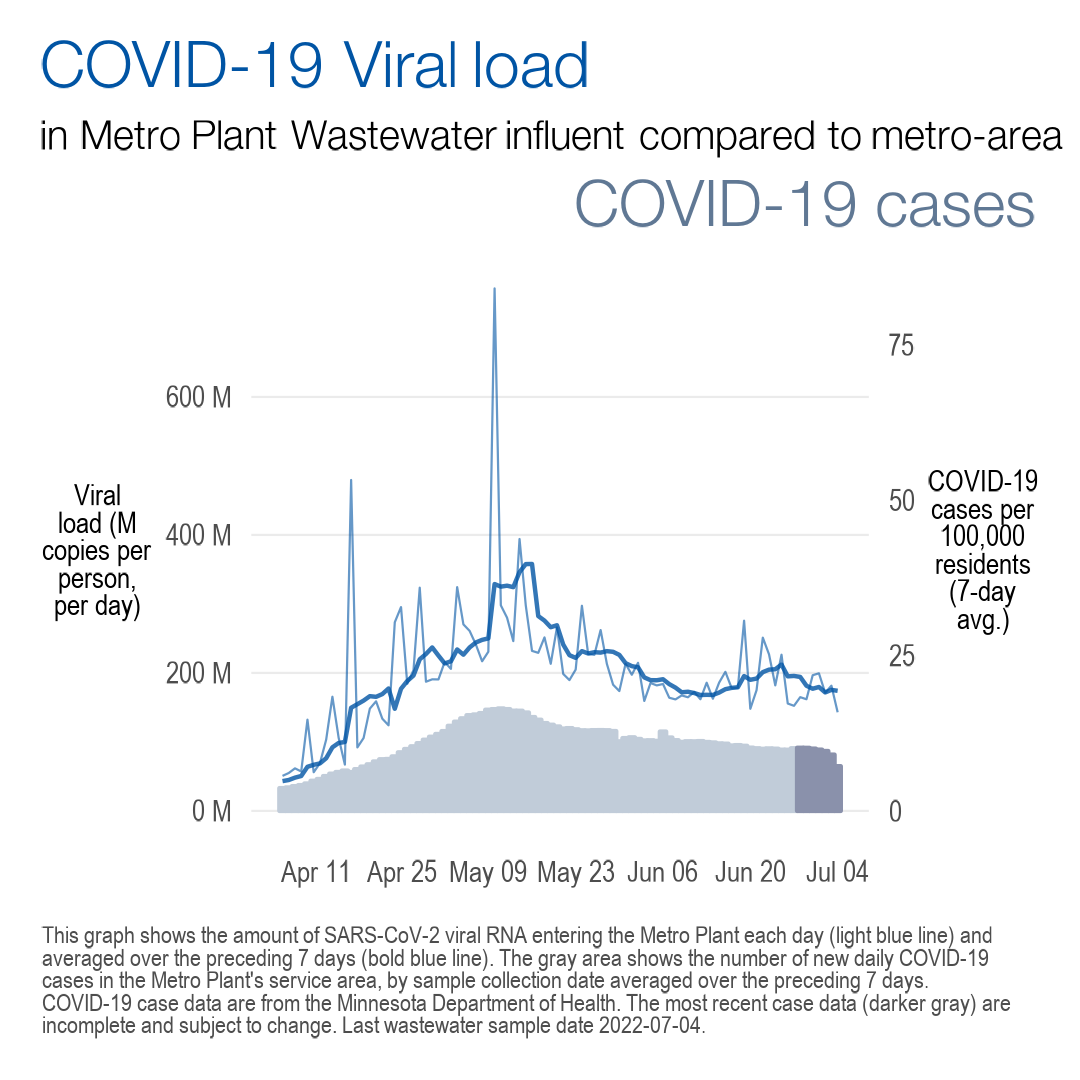 COVID-19 Viral load
in Metro Plant Wastewater influent compared to metro-area
COVID-19 cases
75
600 M
Viral
load (M
copies per
person,
per day)
50
COVID-19
cases per
100,000
residents
(7-day
avg.)
400 M
200 M
25
0 M
0
Apr 11 Apr 25 May 09 May 23 Jun 06 Jun 20 Jul 04
This graph shows the amount of SARS-CoV-2 viral RNA entering the Metro Plant each day (light blue line) and
averaged over the preceding 7 days (bold blue line). The gray area shows the number of new daily COVID-19
cases in the Metro Plant's service area, by sample collection date averaged over the preceding 7 days.
COVID-19 case data are from the Minnesota Department of Health. The most recent case data (darker gray) are
incomplete and subject to change. Last wastewater sample date 2022-07-04.